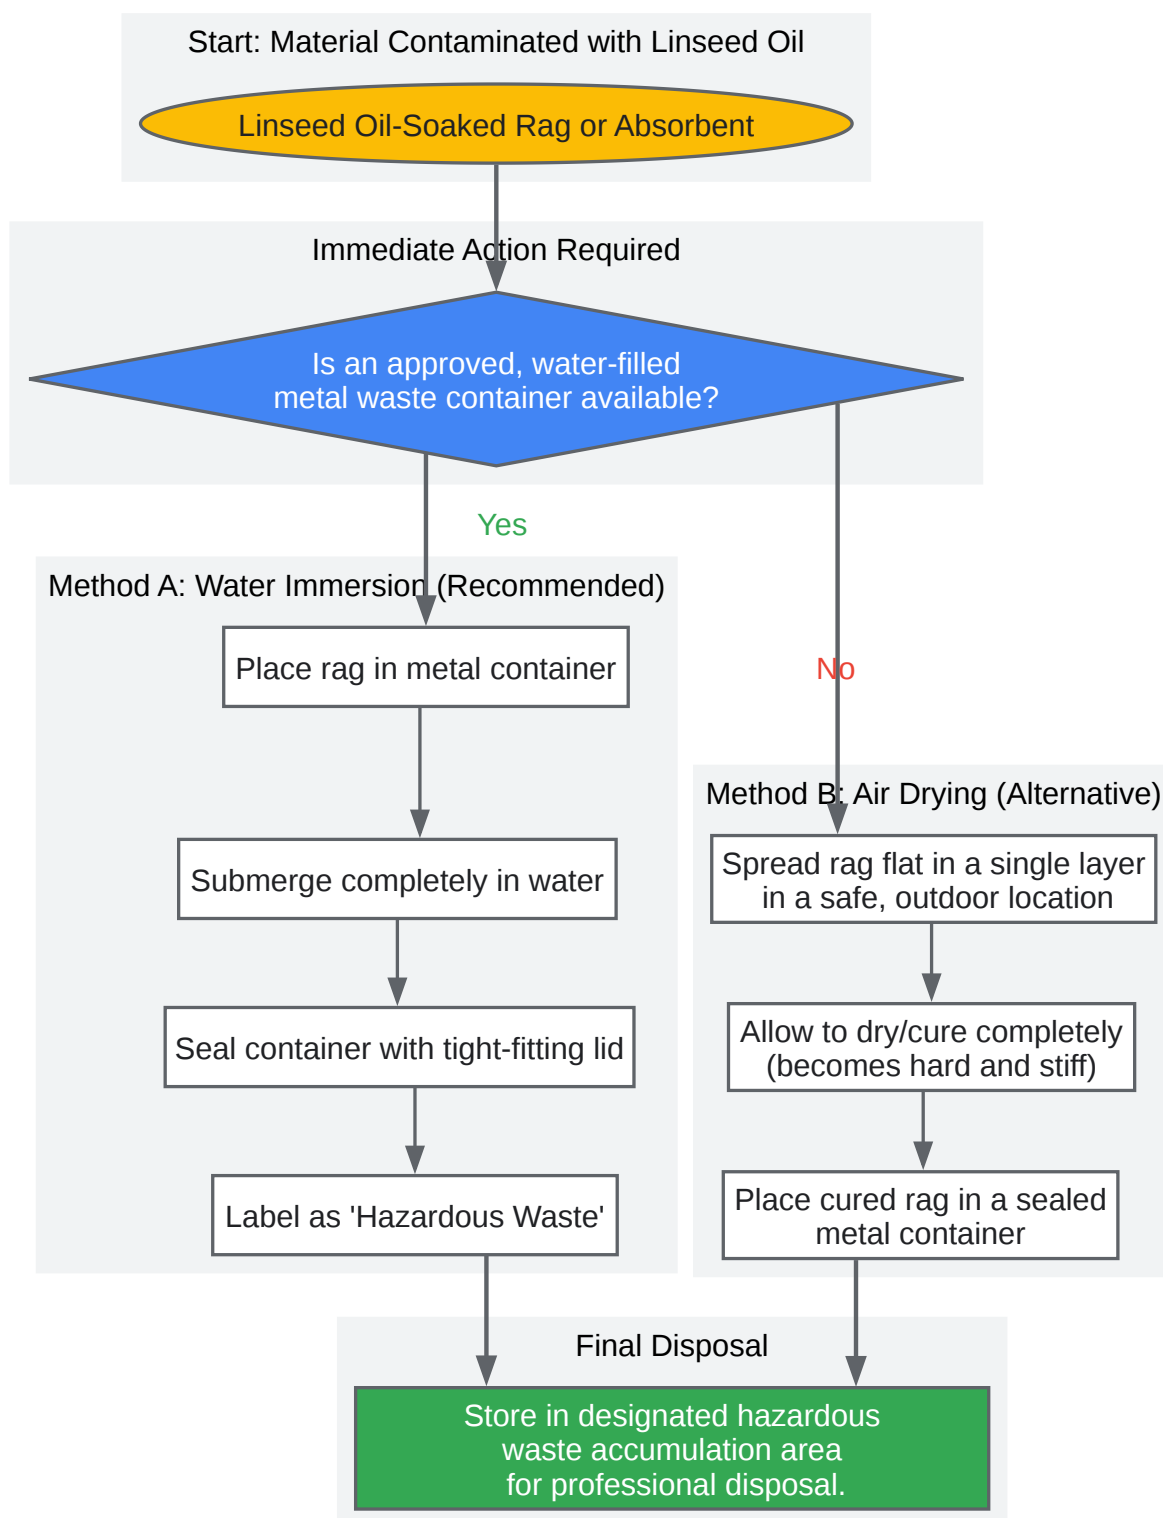 Start: Material Contaminated with Linseed Oil
Linseed Oil-Soaked Rag or Absorbent
Immediate Action Required
Is an approved, water-filled
metal waste container available?
Yes
No
Method A: Water Immersion (Recommended)
Place rag in metal container
Submerge completely in water
Seal container with tight-fitting lid
Label as 'Hazardous Waste'
Method B: Air Drying (Alternative)
Spread rag flat in a single layer
in a safe, outdoor location
Allow to dry/cure completely
(becomes hard and stiff)
Place cured rag in a sealed
metal container
Final Disposal
Store in designated hazardous
waste accumulation area
for professional disposal.